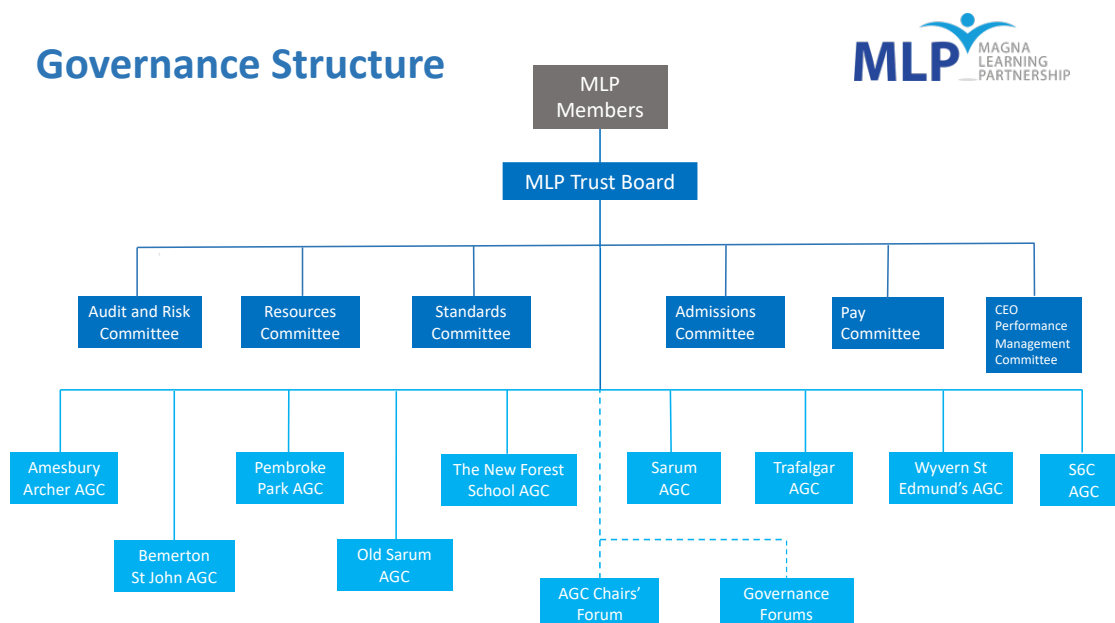 Governance Structure
MLP
MAGNA
LEARNING
PARTNERSHIP
MLP
Members
MLP Trust Board
Audit and Risk
Committee
Resources
Committee
Standards
Committee
Admissions
Committee
Pay
Committee
CEO
Performance
Management
Committee
Amesbury
Archer AGC
Pembroke
Park AGC
The New Forest
School AGC
Sarum
AGC
Trafalgar
AGC
Wyvern St
Edmund’s AGC
S6C
AGC
Bemerton
St John AGC
Old Sarum
AGC
AGC Chairs’
Forum
Governance
Forums